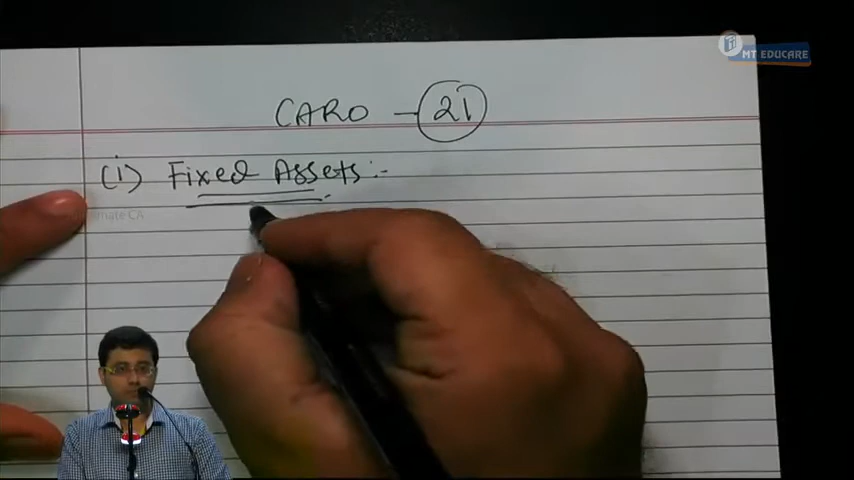 MT EDUCARE
CARO - 21
(i) Fixed Assets :-